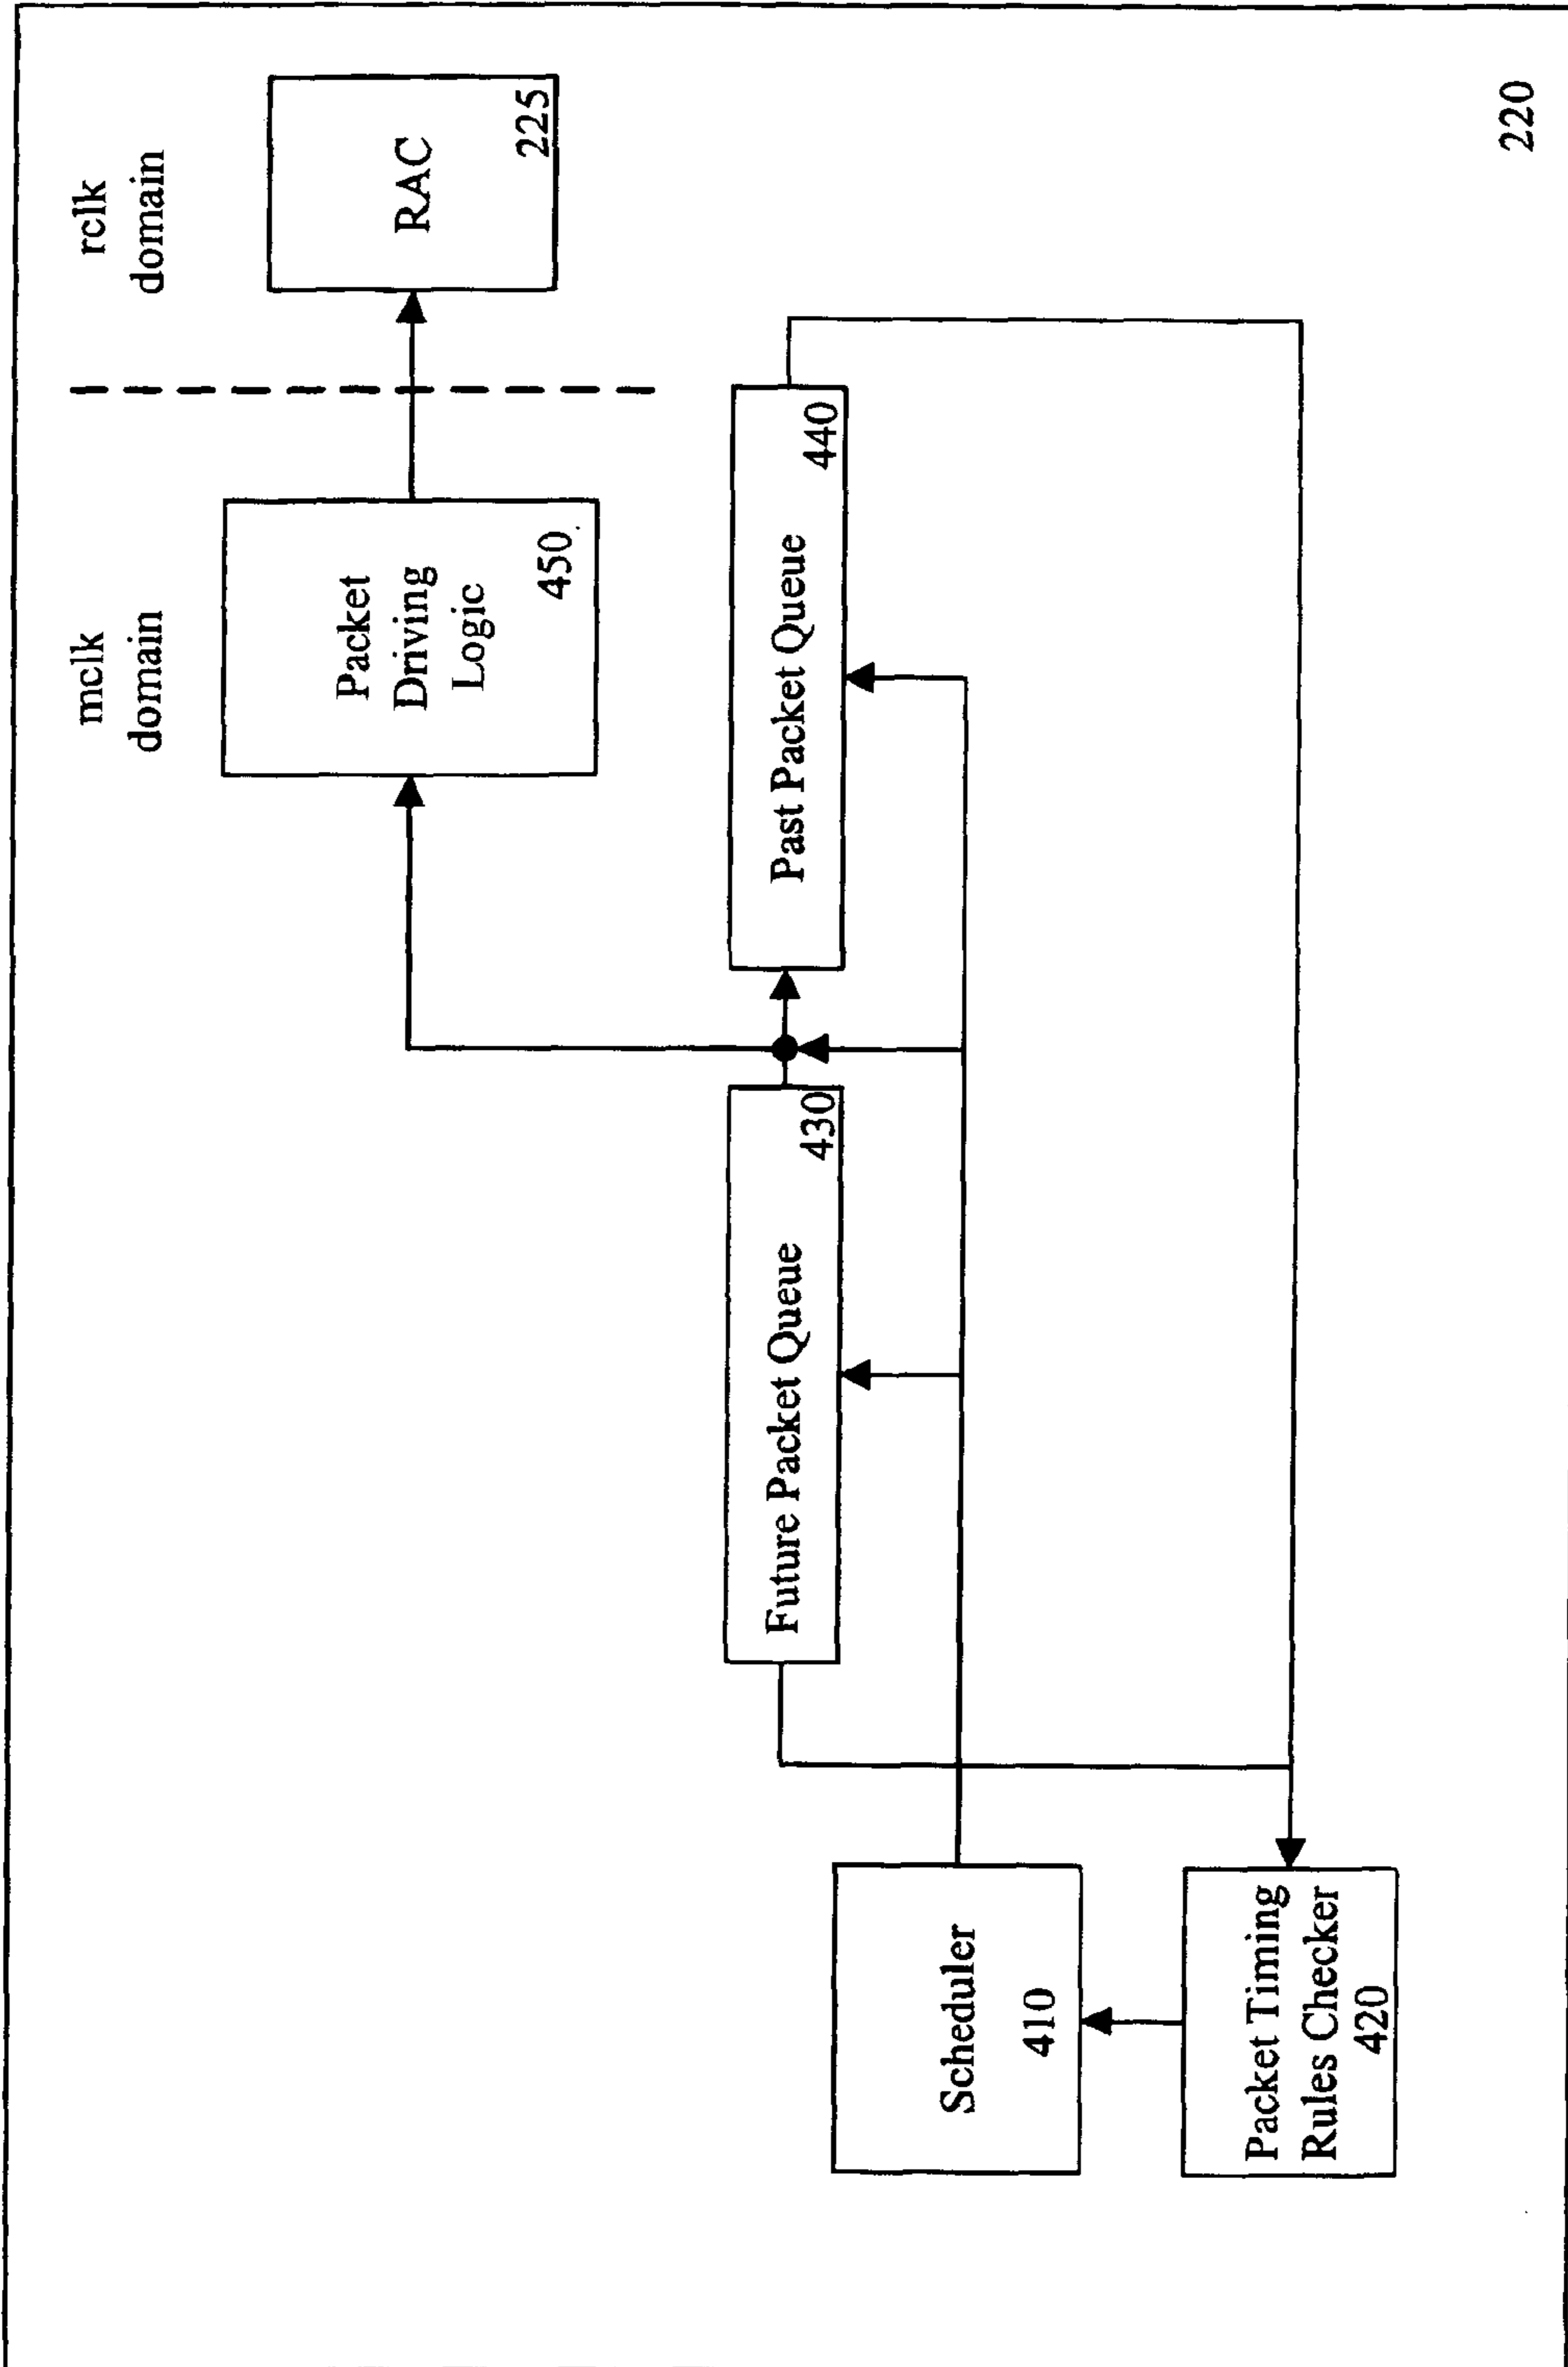 mclk
domain
rclk
domain
Packet
Driving
Logic
450
RAC
225
Future Packet Queue
430
Past Packet Queue
440
Scheduler
410
Packet Timing
Rules Checker
420
220